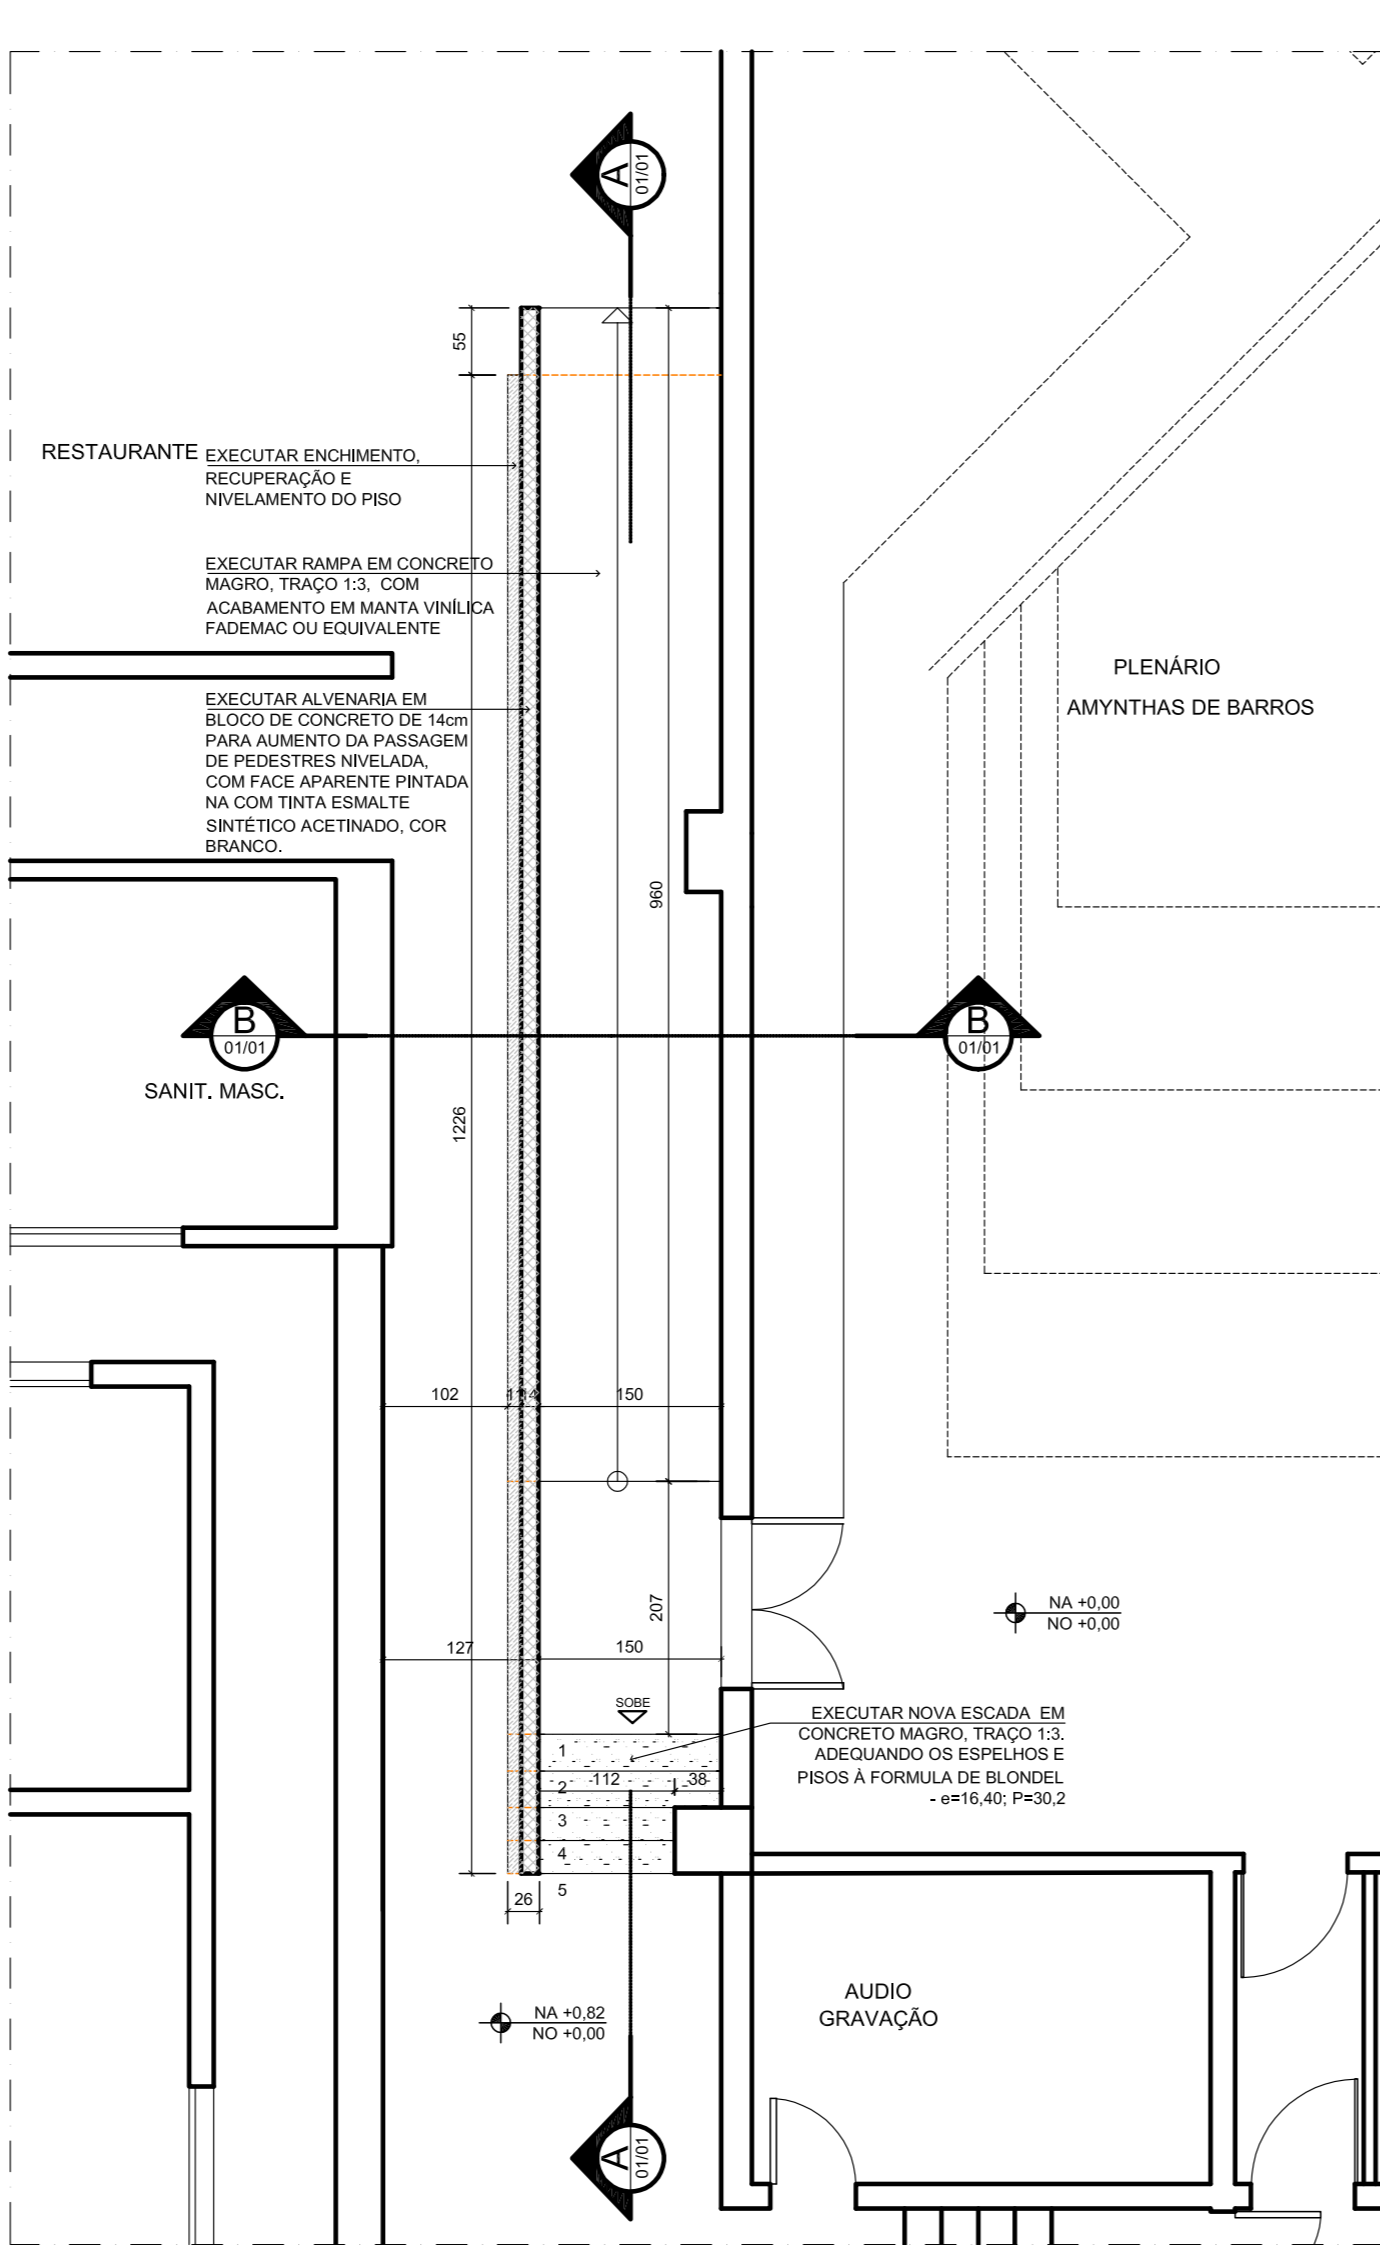 A
01/01
55
RESTAURANTE
EXECUTAR ENCHIMENTO,
RECUPERAÇÃO E
NIVELAMENTO DO PISO
EXECUTAR RAMPA EM CONCRETO
MAGRO, TRAÇO 1:3, COM
ACABAMENTO EM MANTA VINÍLICA
FADEMAC OU EQUIVALENTE
PLENÁRIO
AMYNTHAS DE BARROS
EXECUTAR ALVENARIA EM
BLOCO DE CONCRETO DE 14cm
PARA AUMENTO DA PASSAGEM
DE PEDESTRES NIVELADA,
COM FACE APARENTE PINTADA
NA COM TINTA ESMALTE
SINTÉTICO ACETINADO, COR
BRANCO.
960
B
01/01
B
01/01
SANIT. MASC.
1226
102
150
207
NA +0,00
NO +0,00
127
150
SOBE
EXECUTAR NOVA ESCADA EM
CONCRETO MAGRO, TRAÇO 1:3.
ADEQUANDO OS ESPELHOS E
PISOS À FORMULA DE BLONDEL
- e=16,40; P=30,2
1
2
112
38
3
4
5
26
AUDIO
GRAVAÇÃO
NA +0,82
NO +0,00
A
01/01